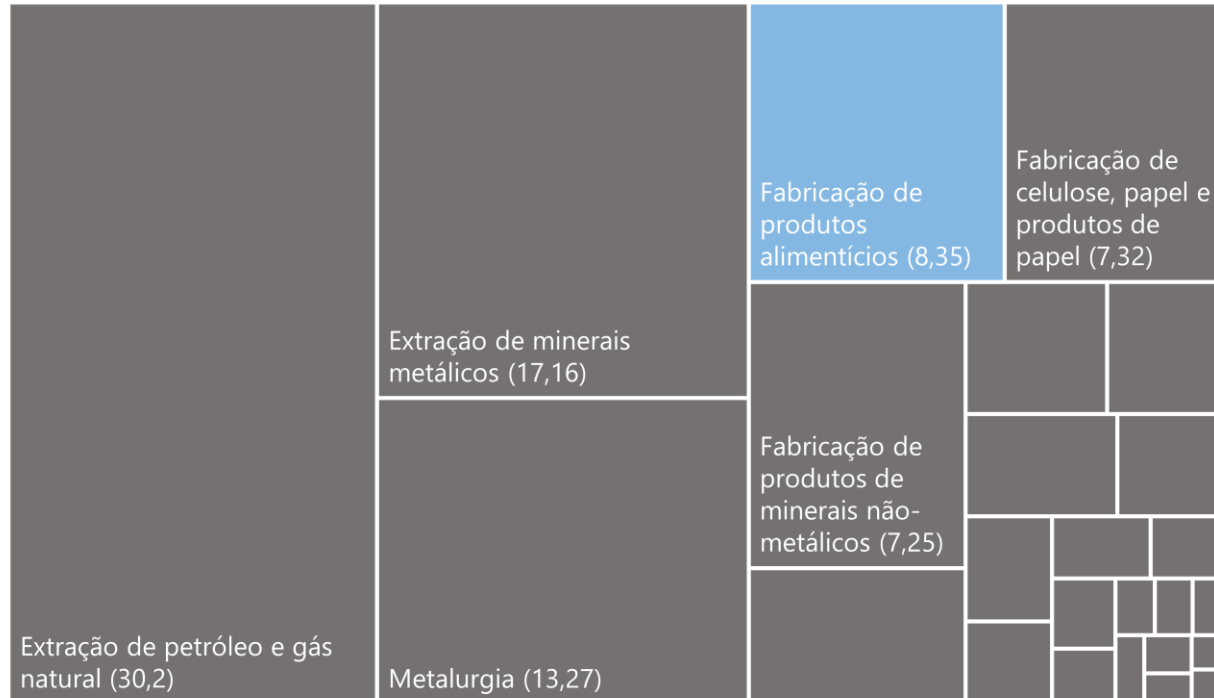 Extração de petróleo e gás
natural (30,2)
Extração de minerais
metálicos (17,16)
Metalurgia (13,27)
Fabricação de
produtos
alimentícios (8,35)
Fabricação de
celulose, papel e
produtos de
papel (7,32)
Fabricação de
produtos de
minerais não-
metálicos (7,25)